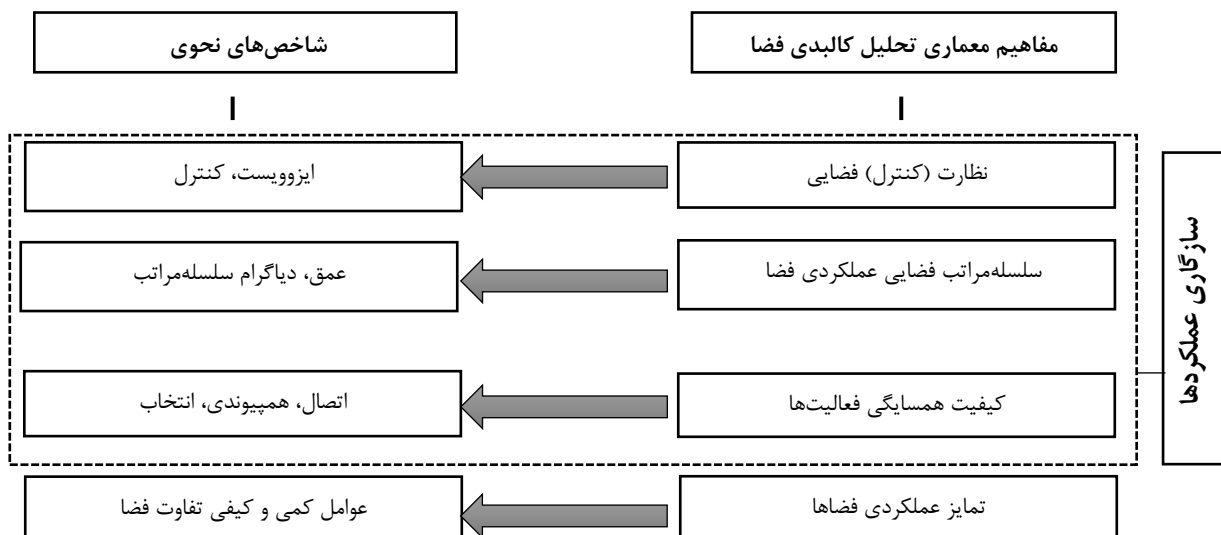 مفاهیم معماری تحلیل کالبدی فضا
شاخص‌های نحوی
سازگاری عملکردها
نظارت (کنترل) فضایی
ایزوویست، کنترل
سلسله‌مراتب فضایی عملکردی فضا
عمق، دیاگرام سلسله‌مراتب
کیفیت همسایگی فعالیت‌ها
اتصال، همپیوندی، انتخاب
تمایز عملکردی فضاها
عوامل کمی و کیفی تفاوت فضا